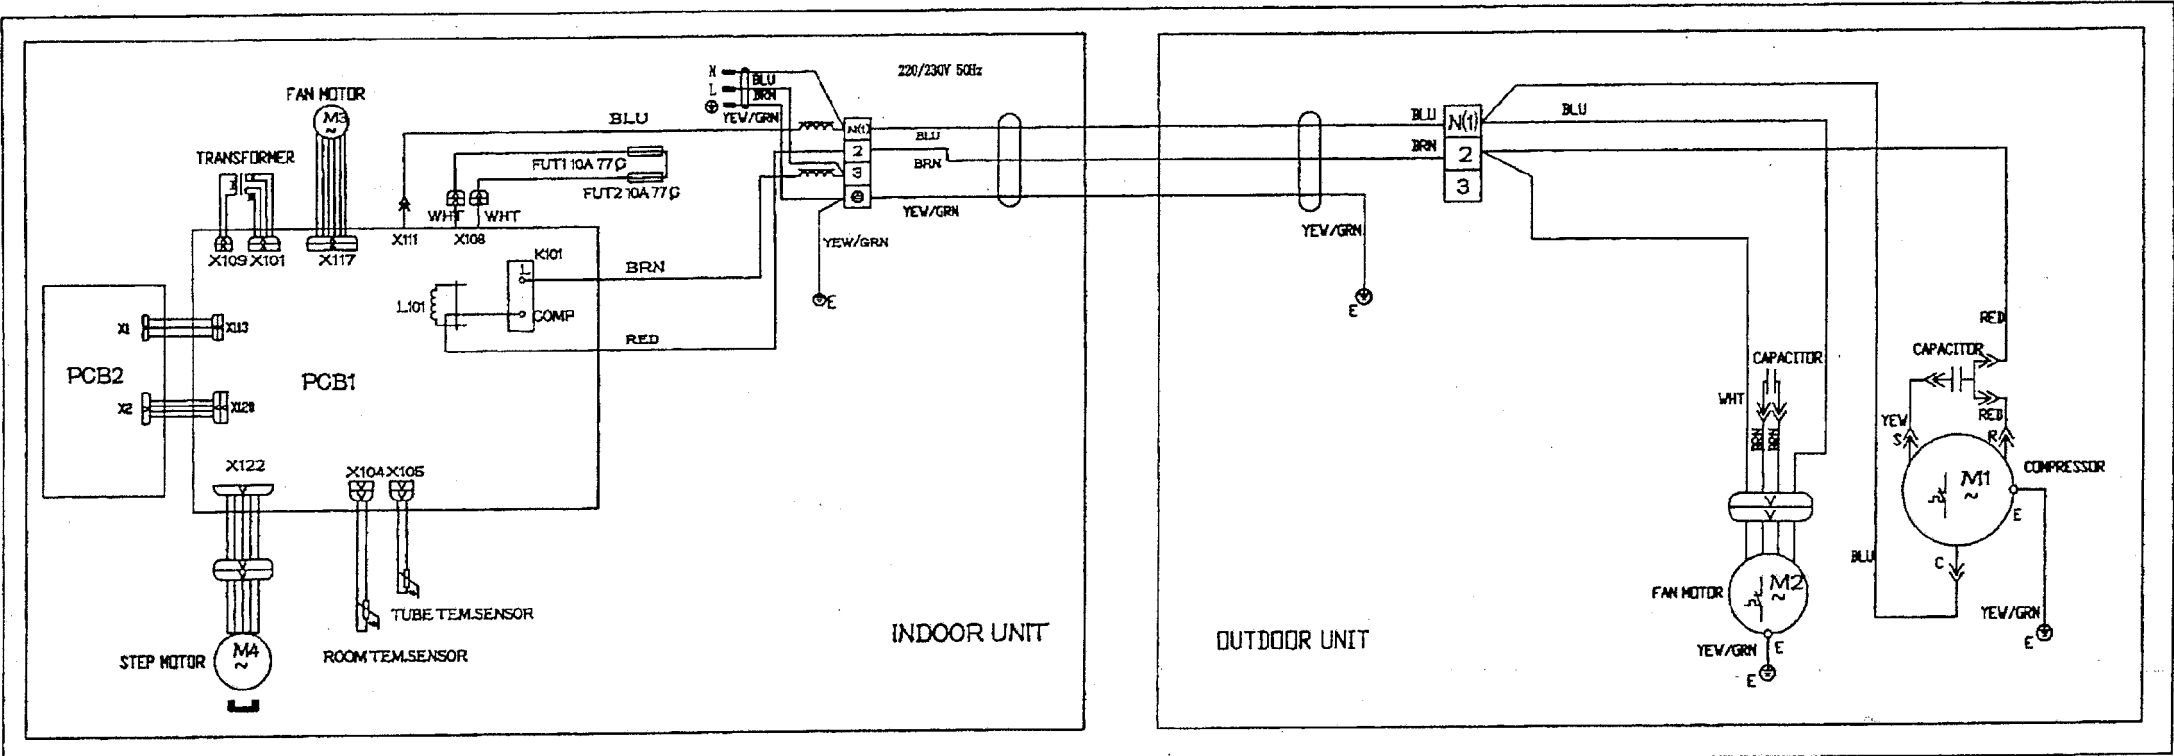 N
BLU
220/230V 50Hz
L
BRN
YEW/GRN
FAN MOTOR
M3
~
BLU
N(1)
BLU
2
BRN
3
YEW/GRN
TRANSFORMER
FUT1 10A 77°C
FUT2 10A 77°C
WHT
WHT
X109
X101
X117
X111
X108
YEW/GRN
E
K101
L
BRN
L101
COMP
RED
X1
X113
PCB2
PCB1
X2
X120
X122
X104
X105
TUBE TEM.SENSOR
ROOM TEM.SENSOR
STEP MOTOR
M4
~
INDOOR UNIT
BLU
N(1)
BLU
BRN
2
3
YEW/GRN
E
RED
CAPACITOR
CAPACITOR
WHT
BRN
BRN
YEW
RED
S
R
COMPRESSOR
M1
~
E
BLU
C
FAN MOTOR
M2
~
YEW/GRN
E
E
YEW/GRN
E
OUTDOOR UNIT